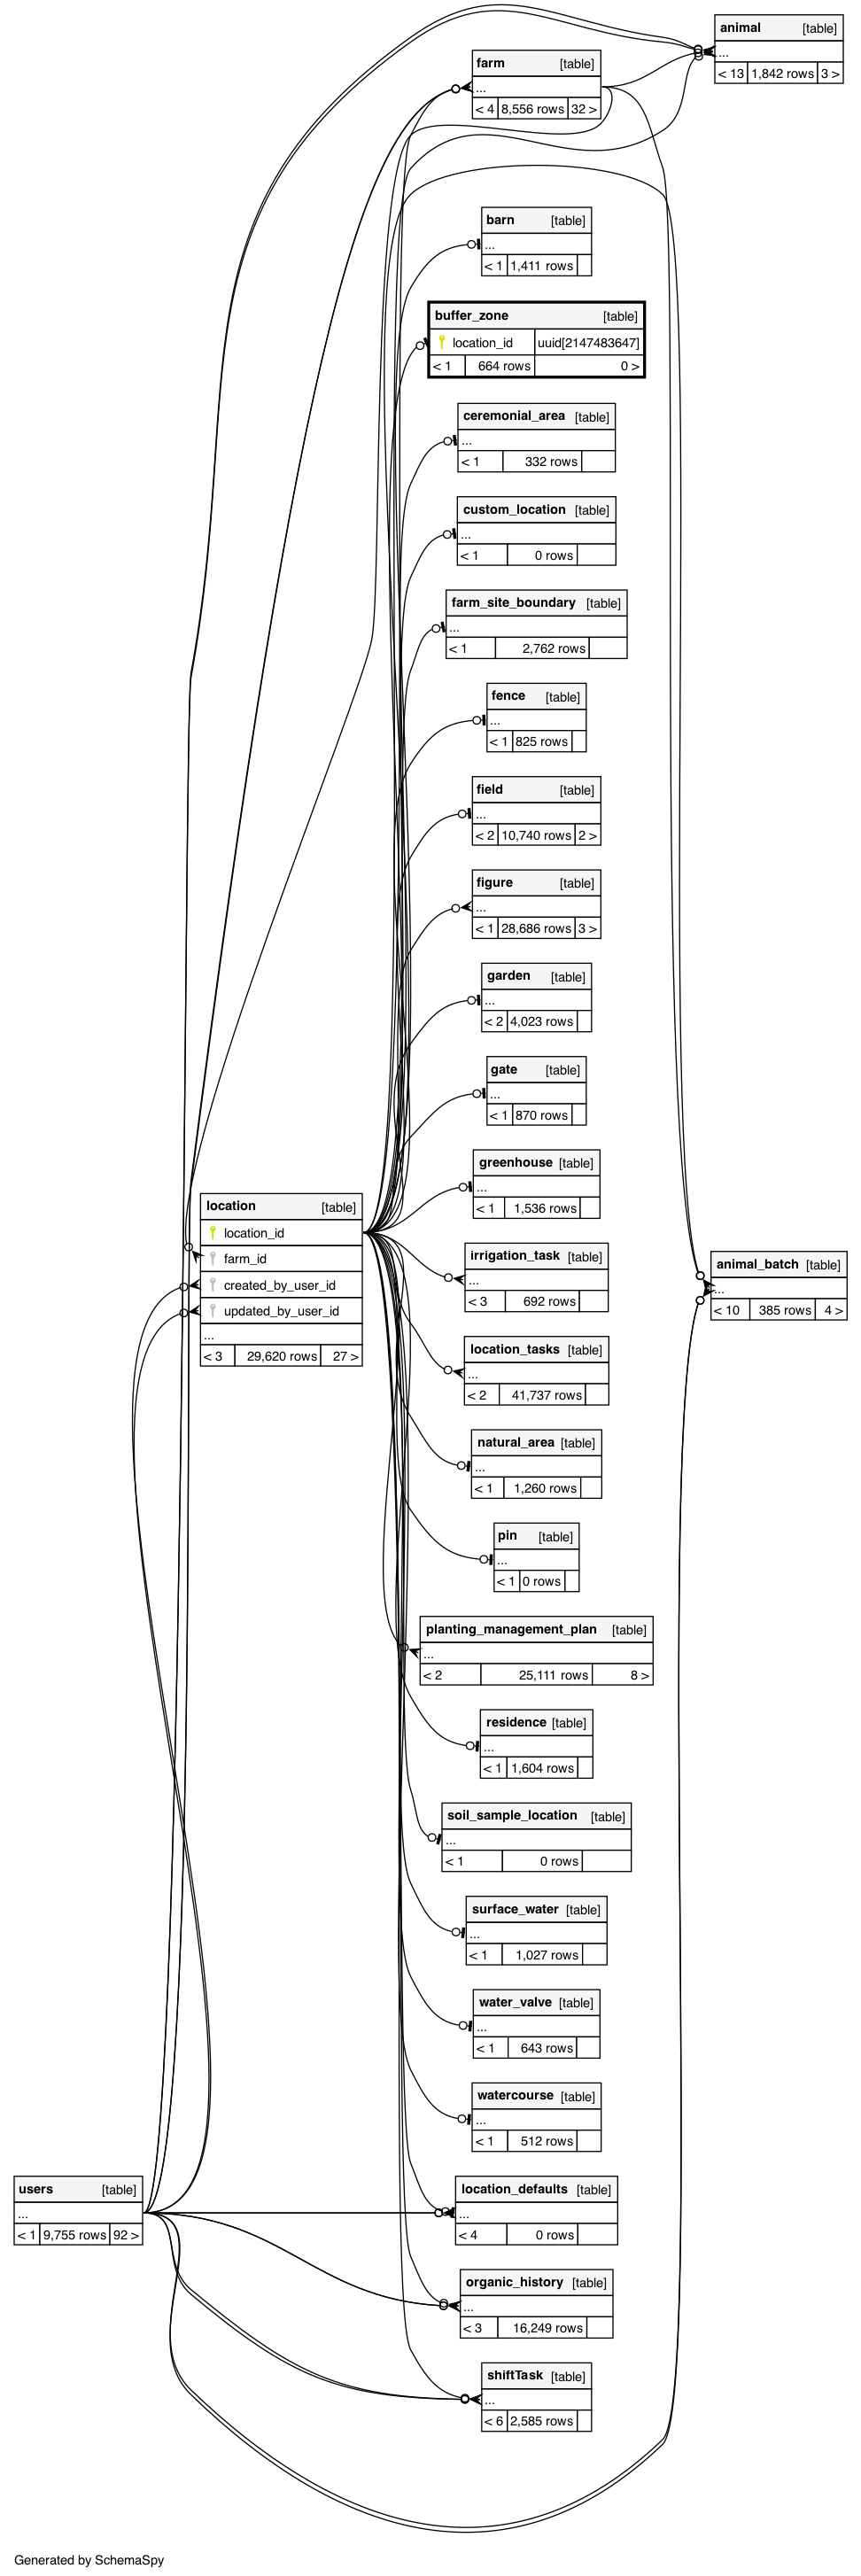 animal [table]
...
< 13 1,842 rows 3 >
farm [table]
...
< 4 8,556 rows 32 >
barn [table]
...
< 1 1,411 rows
buffer_zone [table]
location_id uuid[2147483647]
< 1 664 rows 0 >
ceremonial_area [table]
...
< 1 332 rows
custom_location [table]
...
< 1 0 rows
farm_site_boundary [table]
...
< 1 2,762 rows
fence [table]
...
< 1 825 rows
field [table]
...
< 2 10,740 rows 2 >
figure [table]
...
< 1 28,686 rows 3 >
garden [table]
...
< 2 4,023 rows
gate [table]
...
< 1 870 rows
greenhouse [table]
...
< 1 1,536 rows
location [table]
location_id
farm_id
created_by_user_id
updated_by_user_id
...
< 3 29,620 rows 27 >
irrigation_task [table]
...
< 3 692 rows
animal_batch [table]
...
< 10 385 rows 4 >
location_tasks [table]
...
< 2 41,737 rows
natural_area [table]
...
< 1 1,260 rows
pin [table]
...
< 1 0 rows
planting_management_plan [table]
...
< 2 25,111 rows 8 >
residence [table]
...
< 1 1,604 rows
soil_sample_location [table]
...
< 1 0 rows
surface_water [table]
...
< 1 1,027 rows
water_valve [table]
...
< 1 643 rows
watercourse [table]
...
< 1 512 rows
users [table]
...
< 1 9,755 rows 92 >
location_defaults [table]
...
< 4 0 rows
organic_history [table]
...
< 3 16,249 rows
shiftTask [table]
...
< 6 2,585 rows
Generated by SchemaSpy